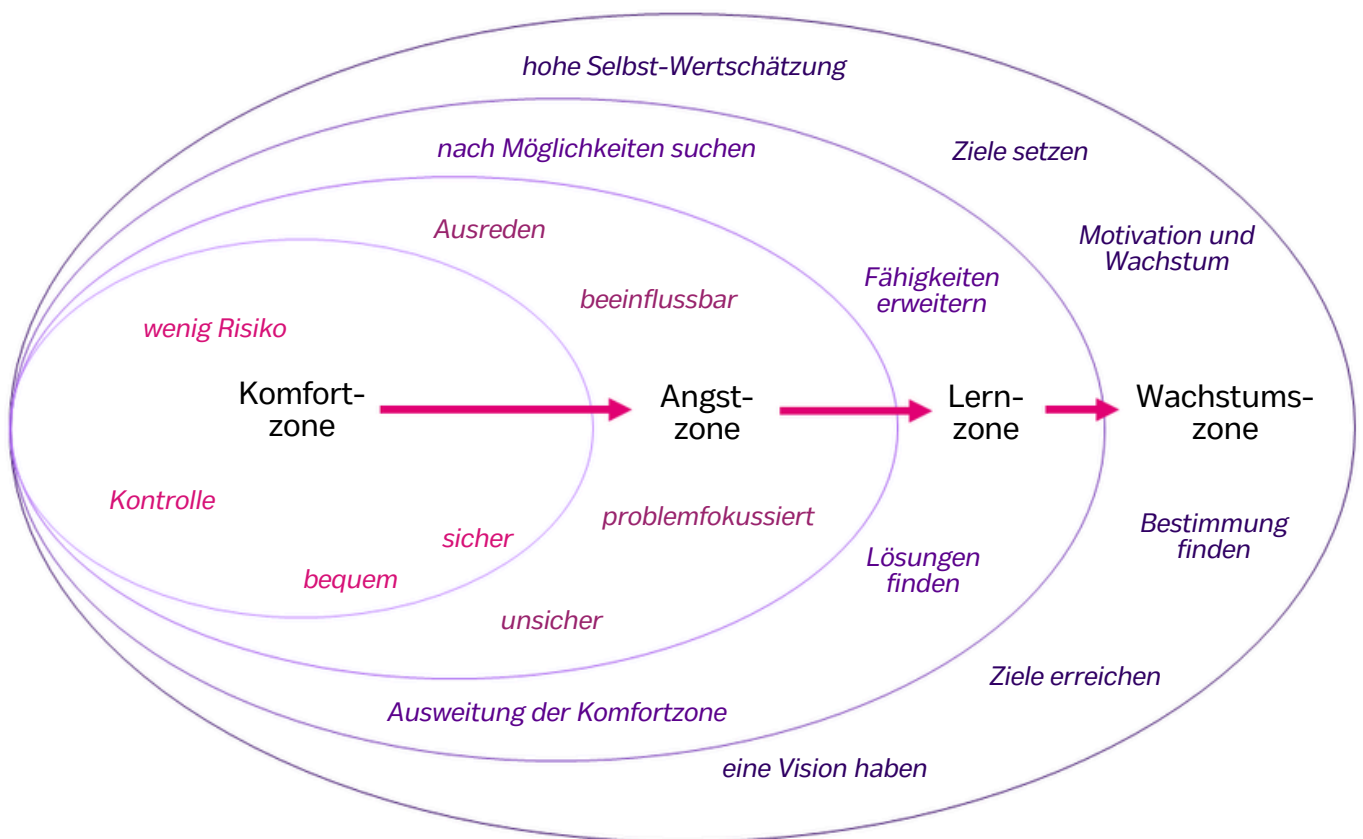 hohe Selbst-Wertschätzung
nach Möglichkeiten suchen
Ziele setzen
Ausreden
Motivation und
Wachstum
Fähigkeiten
erweitern
beeinflussbar
wenig Risiko
Komfort-
zone
Angst-
zone
Lern-
zone
Wachstums-
zone
Kontrolle
problemfokussiert
Bestimmung
finden
sicher
Lösungen
finden
bequem
unsicher
Ziele erreichen
Ausweitung der Komfortzone
eine Vision haben